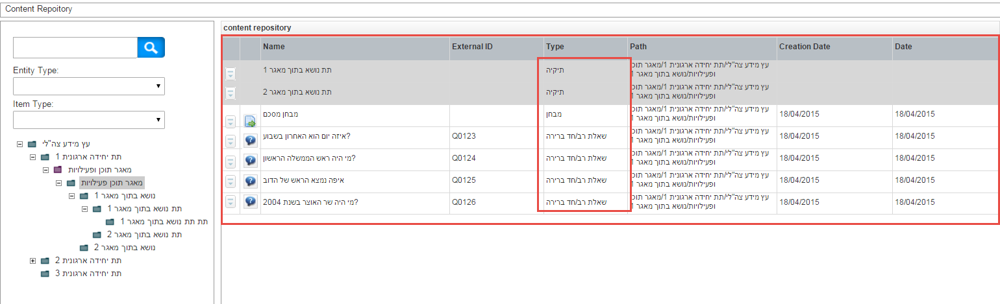 Content Repoitory
Entity Type:
Item Type:
עץ מידע צה"לי
תת יחידה ארגונית 1
מאגר תוכן ופעילויות
מאגר תוכן פעילויות
נושא בתוך מאגר 1
תת נושא בתוך מאגר 1
תת תת נושא בתוך מאגר 1
תת נושא בתוך מאגר 2
נושא בתוך מאגר 2
תת יחידה ארגונית 2
תת יחידה ארגונית 3
content repository
Name External ID Type Path Creation Date Date
תת נושא בתוך מאגר 1 תיקיה עץ מידע צה"לי/תת יחידה ארגונית 1/מאגר תוכן
ופעילויות/נושא בתוך מאגר 1
תת נושא בתוך מאגר 2 תיקיה עץ מידע צה"לי/תת יחידה ארגונית 1/מאגר תוכן
ופעילויות/נושא בתוך מאגר 1
מבחן מסכם מבחן עץ מידע צה"לי/תת יחידה ארגונית 1/מאגר תוכן 18/04/2015 18/04/2015
ופעילויות/נושא בתוך מאגר 1
איזה יום הוא האחרון בשבוע? Q0123 שאלת רב/חד ברירה עץ מידע צה"לי/תת יחידה ארגונית 1/מאגר תוכן 18/04/2015 18/04/2015
ופעילויות/נושא בתוך מאגר 1
מי היה ראש הממשלה הראשון? Q0124 שאלת רב/חד ברירה עץ מידע צה"לי/תת יחידה ארגונית 1/מאגר תוכן 18/04/2015 18/04/2015
ופעילויות/נושא בתוך מאגר 1
איפה נמצא הראש של הדוב Q0125 שאלת רב/חד ברירה עץ מידע צה"לי/תת יחידה ארגונית 1/מאגר תוכן 18/04/2015 18/04/2015
ופעילויות/נושא בתוך מאגר 1
מי היה שר האוצר בשנת 2004? Q0126 שאלת רב/חד ברירה עץ מידע צה"לי/תת יחידה ארגונית 1/מאגר תוכן 18/04/2015 18/04/2015
ופעילויות/נושא בתוך מאגר 1